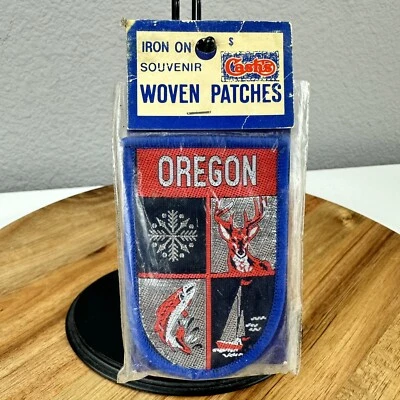 IRON ON $
SOUVENIR Cash's
WOVEN PATCHES
OREGON